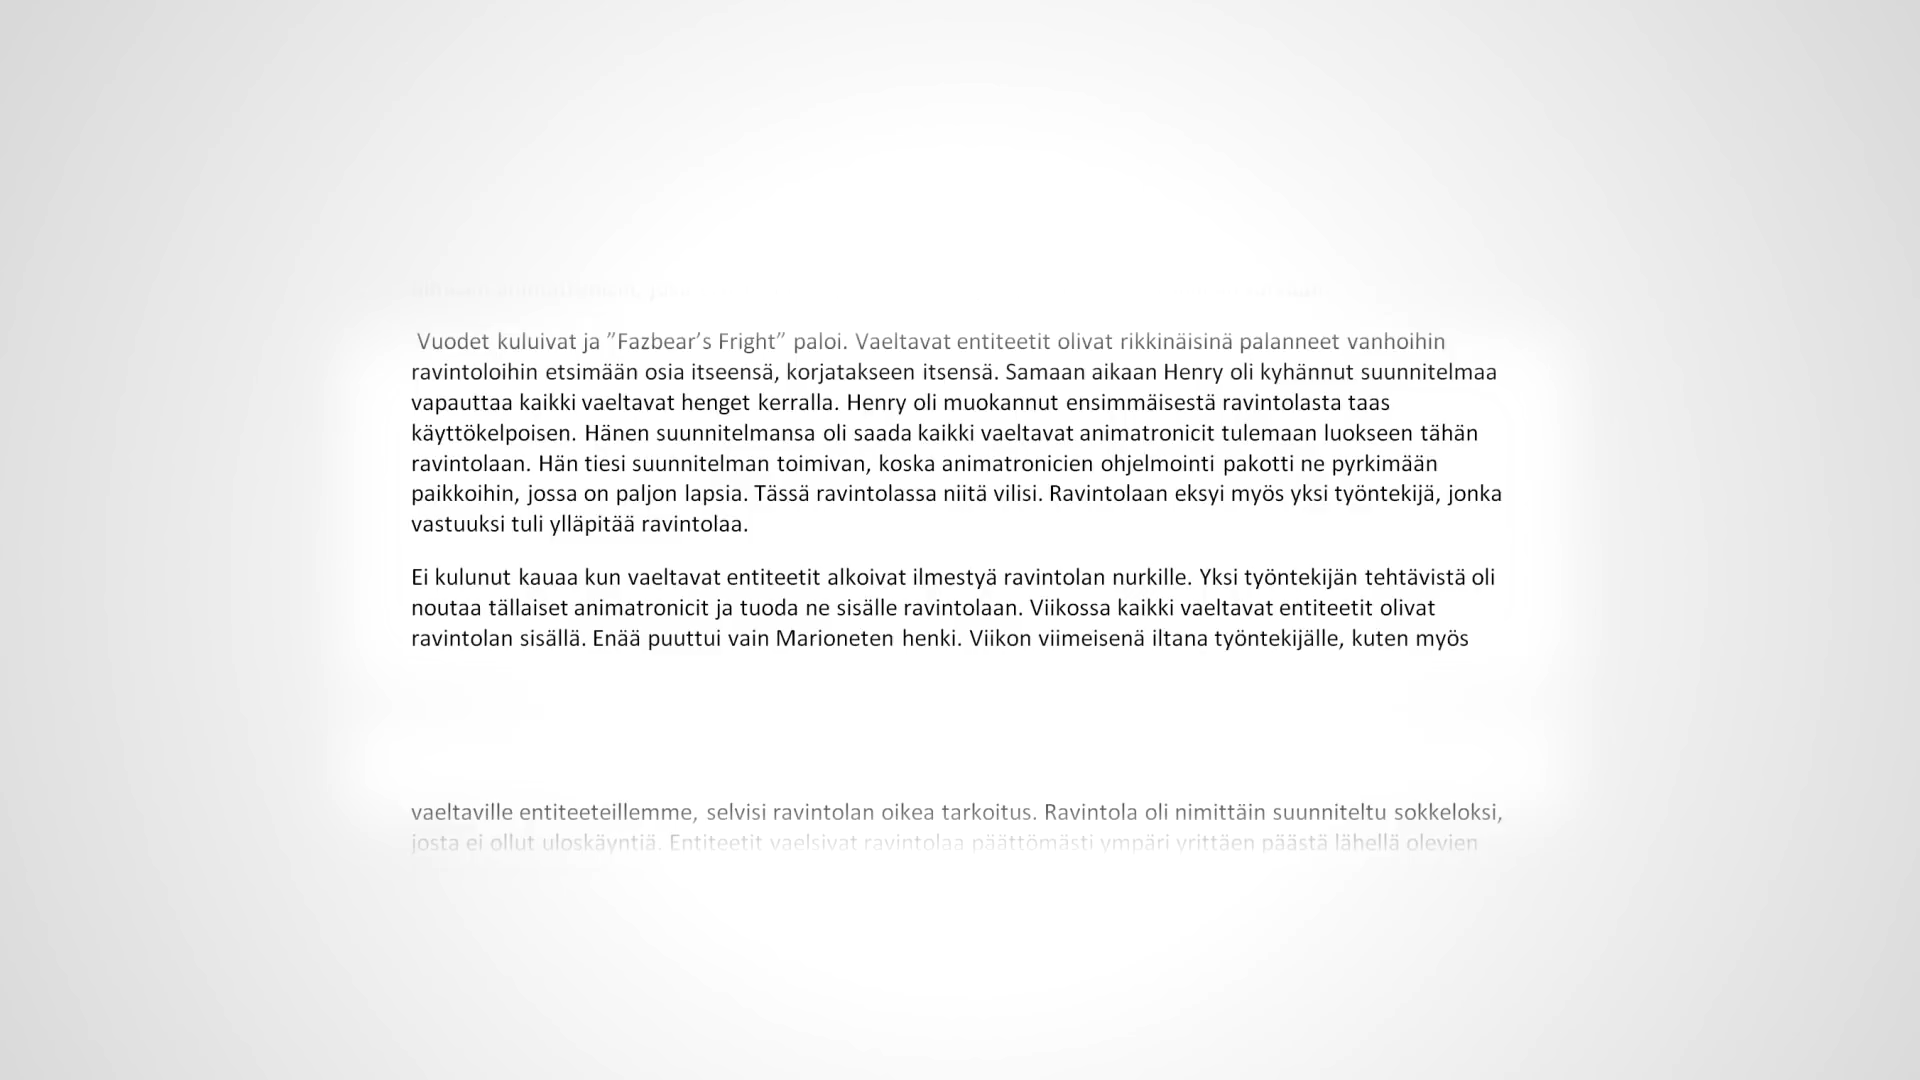 Vuodet kuluivat ja ”Fazbear’s Fright” paloi. Vaeltavat entiteetit olivat rikkinäisinä palanneet vanhoihin
ravintoloihin etsimään osia itseensä, korjatakseen itsensä. Samaan aikaan Henry oli kyhännut suunnitelmaa
vapauttaa kaikki vaeltavat henget kerralla. Henry oli muokannut ensimmäisestä ravintolasta taas
käyttökelpoisen. Hänen suunnitelmansa oli saada kaikki vaeltavat animatronicit tulemaan luokseen tähän
ravintolaan. Hän tiesi suunnitelman toimivan, koska animatronicien ohjelmointi pakotti ne pyrkimään
paikkoihin, jossa on paljon lapsia. Tässä ravintolassa niitä vilisi. Ravintolaan eksyi myös yksi työntekijä, jonka
vastuuksi tuli ylläpitää ravintolaa.
Ei kulunut kauaa kun vaeltavat entiteetit alkoivat ilmestyä ravintolan nurkille. Yksi työntekijän tehtävistä oli
noutaa tällaiset animatronicit ja tuoda ne sisälle ravintolaan. Viikossa kaikki vaeltavat entiteetit olivat
ravintolan sisällä. Enää puuttui vain Marioneten henki. Viikon viimeisenä iltana työntekijälle, kuten myös
vaeltaville entiteeteillemme, selvisi ravintolan oikea tarkoitus. Ravintola oli nimittäin suunniteltu sokkeloksi,
josta ei ollut uloskäyntiä. Entiteetit vaelsivat ravintolaa päättömästi ympäri yrittäen päästä lähellä olevien